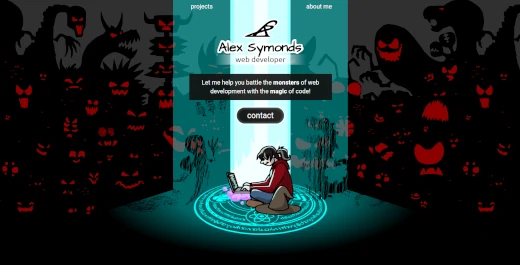 projects
about me
Alex Symonds
web developer
Let me help you battle the monsters of web
development with the magic of code!
contact